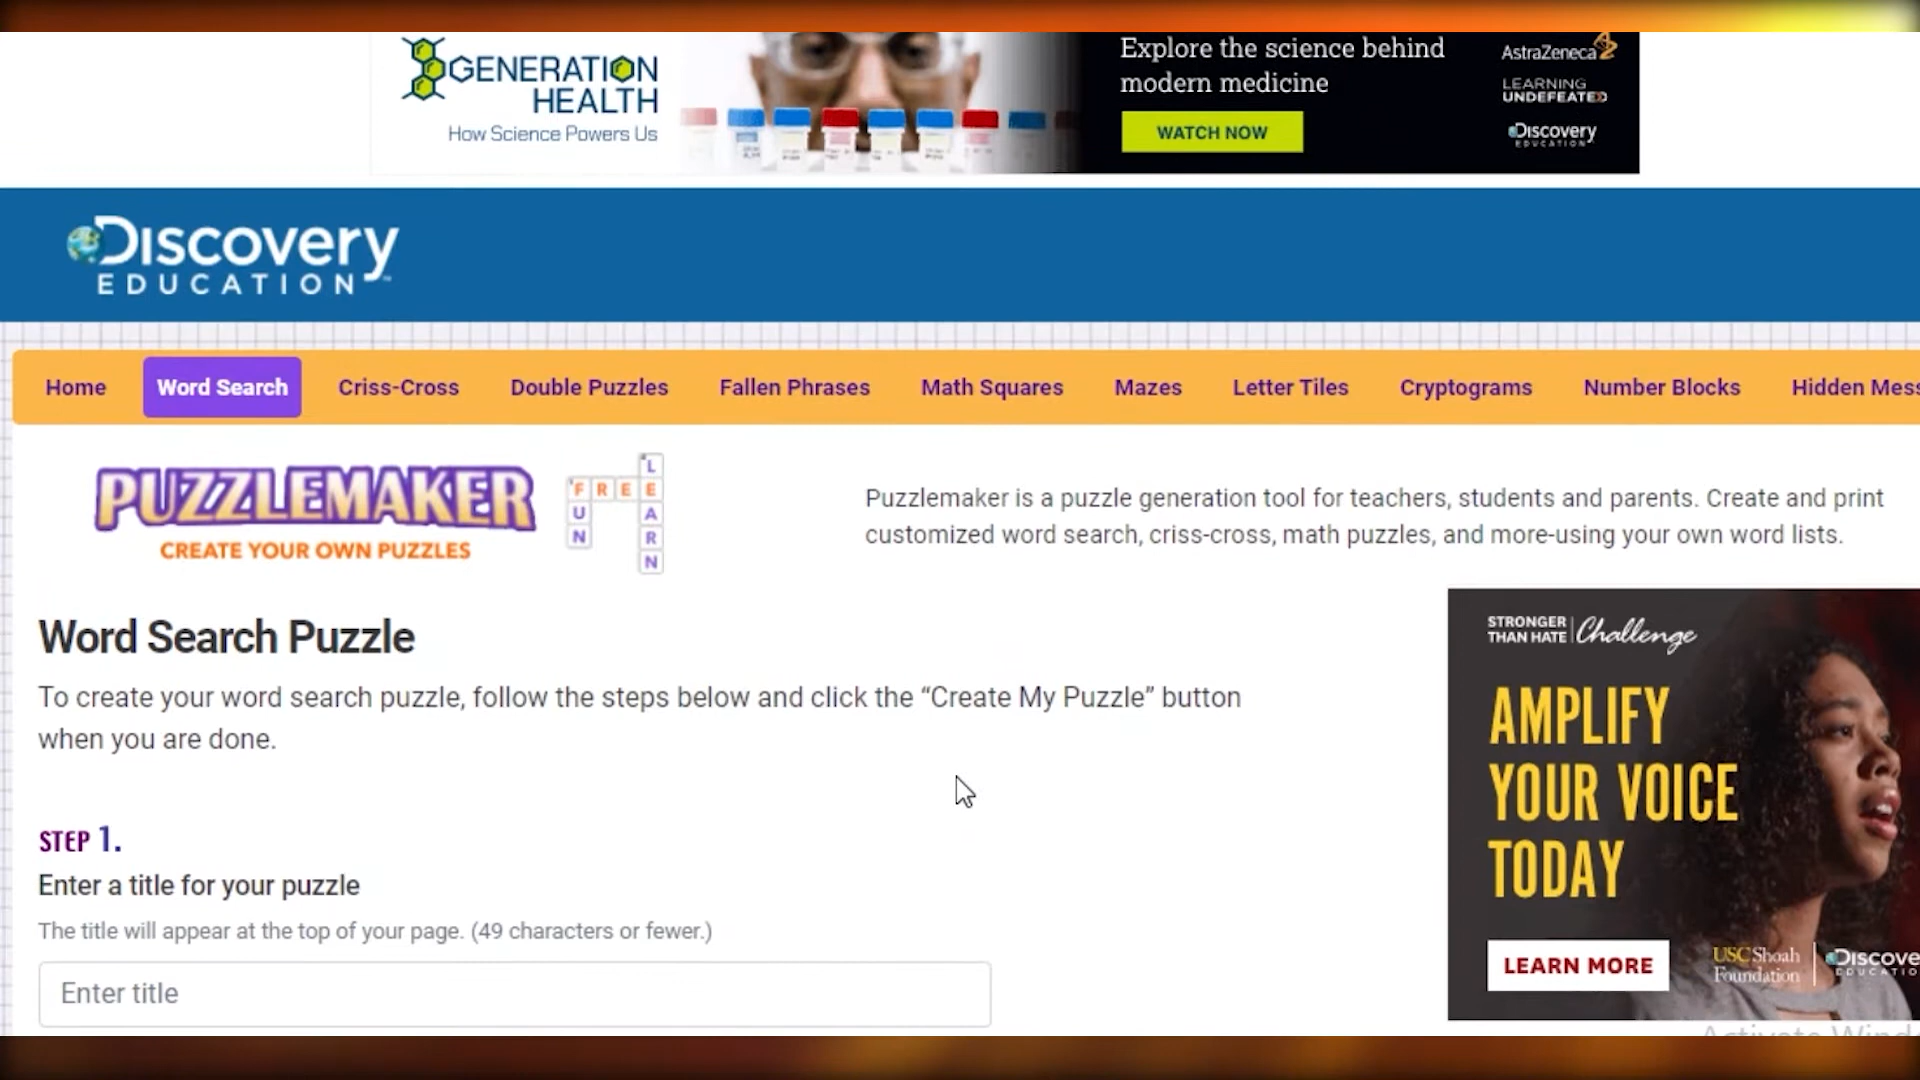 GENERATION
HEALTH
How Science Powers Us
Explore the science behind
modern medicine
WATCH NOW
AstraZeneca
LEARNING
UNDEFEATED
Discovery
EDUCATION
Discovery
EDUCATION
Home Word Search Criss-Cross Double Puzzles Fallen Phrases Math Squares Mazes Letter Tiles Cryptograms Number Blocks Hidden Mess
PUZZLEMAKER
CREATE YOUR OWN PUZZLES
FREE
FUN
LEARN
Puzzlemaker is a puzzle generation tool for teachers, students and parents. Create and print
customized word search, criss-cross, math puzzles, and more-using your own word lists.
Word Search Puzzle
To create your word search puzzle, follow the steps below and click the “Create My Puzzle” button
when you are done.
STEP 1.
Enter a title for your puzzle
The title will appear at the top of your page. (49 characters or fewer.)
Enter title
STRONGER
THAN HATE Challenge
AMPLIFY
YOUR VOICE
TODAY
LEARN MORE
USC Shoah
Foundation
Discove
EDUCATIO